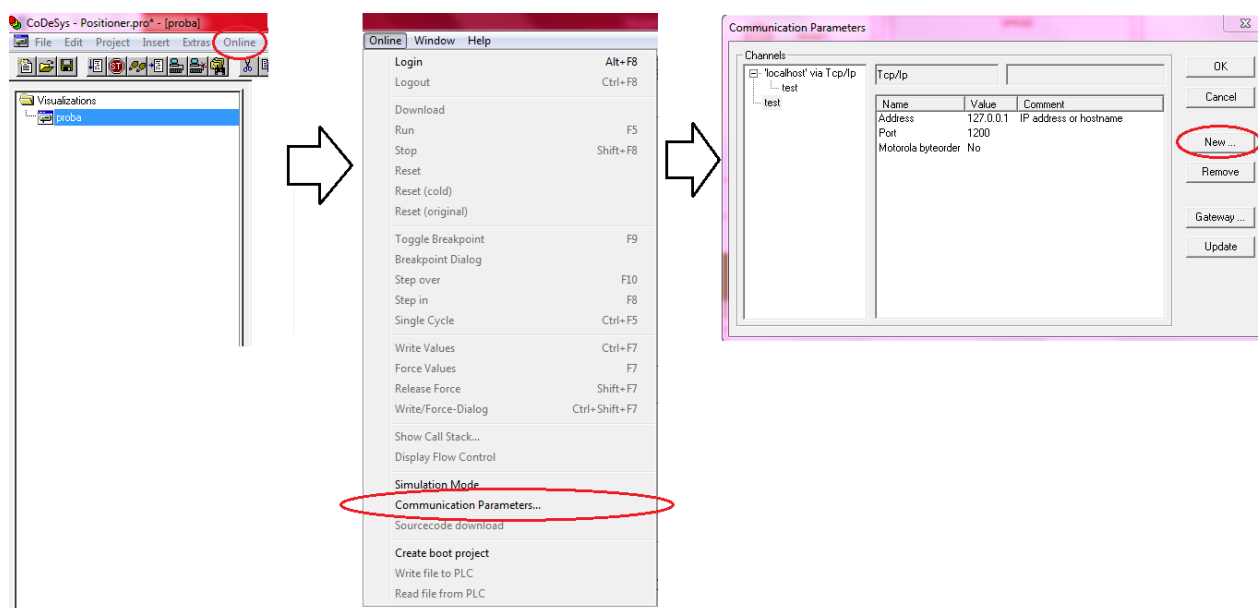 CoDeSys - Positioner.pro* - [proba]
File Edit Project Insert Extras Online
ST
Visualizations
proba
Online Window Help
Login Alt+F8
Logout Ctrl+F8
Download
Run F5
Stop Shift+F8
Reset
Reset (cold)
Reset (original)
Toggle Breakpoint F9
Breakpoint Dialog
Step over F10
Step in F8
Single Cycle Ctrl+F5
Write Values Ctrl+F7
Force Values F7
Release Force Shift+F7
Write/Force-Dialog Ctrl+Shift+F7
Show Call Stack...
Display Flow Control
Simulation Mode
Communication Parameters...
Sourcecode download
Create boot project
Write file to PLC
Read file from PLC
Communication Parameters
Channels
'localhost' via Tcp/Ip
test
test
Tcp/Ip
Name Value Comment
Address 127.0.0.1 IP address or hostname
Port 1200
Motorola byteorder No
OK
Cancel
New ...
Remove
Gateway ...
Update